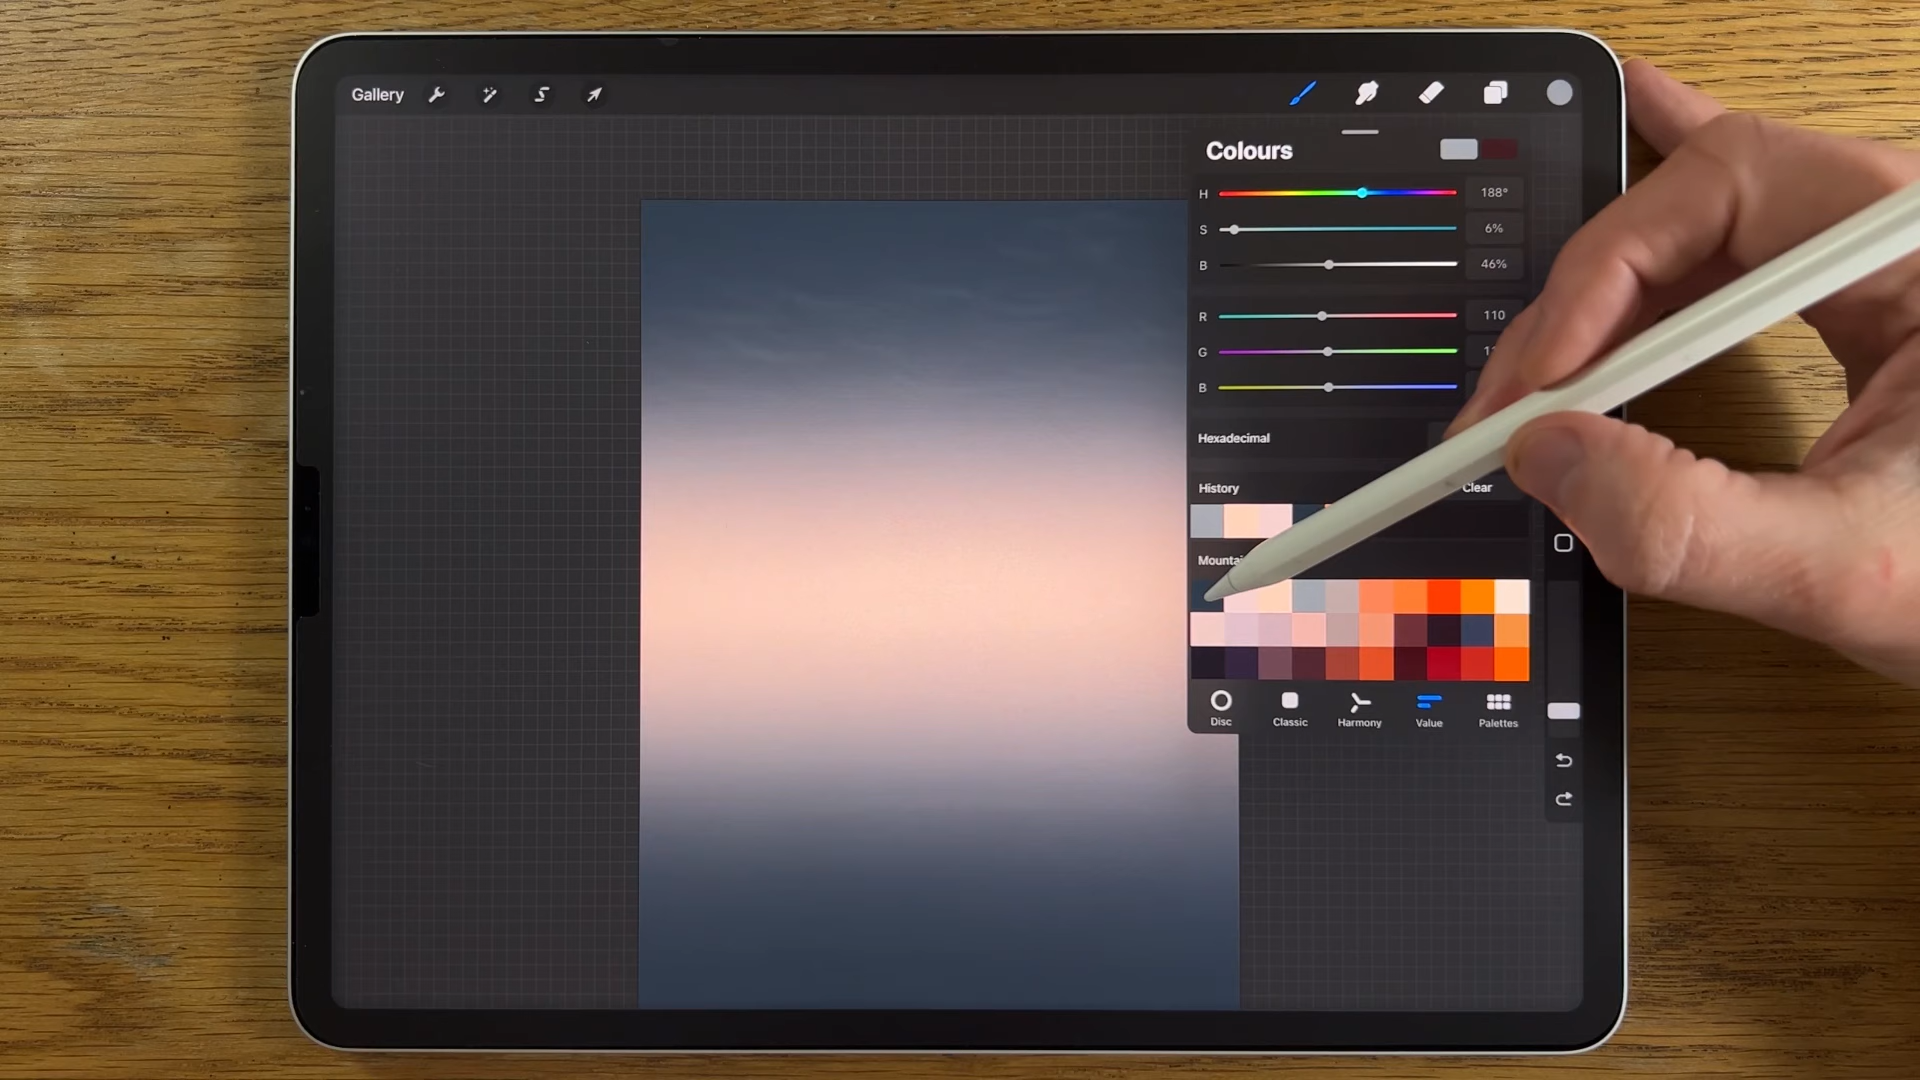 Gallery
Colours
H 188°
S 6%
B 46%
R 110
G
B
Hexadecimal
History Clear
Disc Classic Harmony Value Palettes